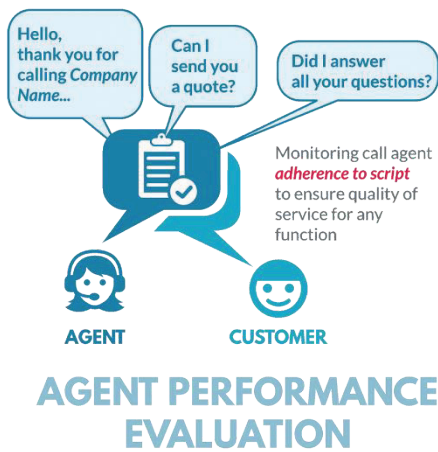 Hello,
thank you for
calling Company
Name...
Can I
send you
a quote?
Did I answer
all your questions?
Monitoring call agent
adherence to script
to ensure quality of
service for any
function
AGENT
CUSTOMER
AGENT PERFORMANCE
EVALUATION